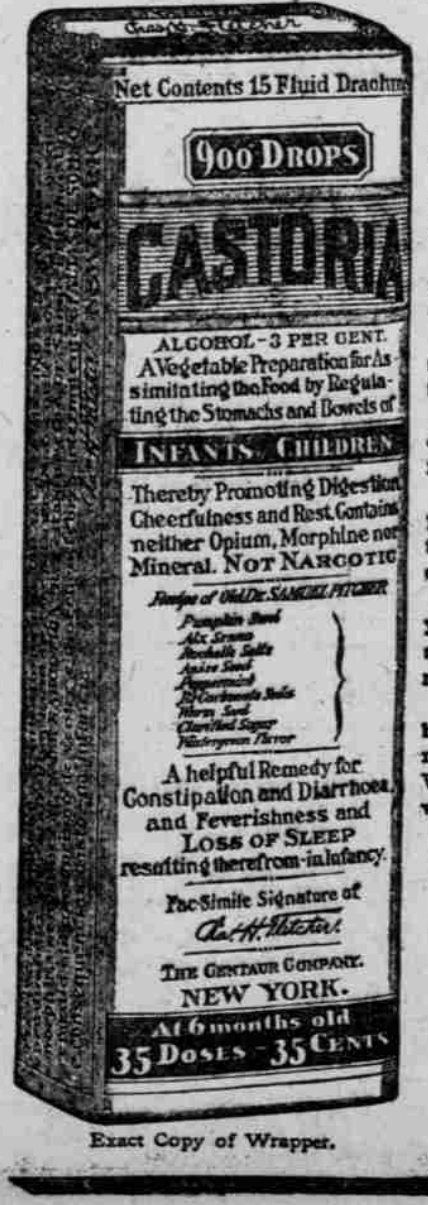 Chas. H. Fletcher
Net Contents 15 Fluid Drachm
900 DROPS
CASTORIA
ALCOHOL-3 PER CENT.
A Vegetable Preparation for As-
similating the Food by Regula-
ting the Stomachs and Bowels of
INFANTS CHILDREN
Thereby Promoting Digestion
Cheerfulness and Rest. Contains
neither Opium, Morphine nor
Mineral. NOT NARCOTIC
Recipe of Old Dr. SAMUEL PITCHER
Pumpkin Seed
Alx Senna
Rochelle Salts
Anise Seed
Peppermint
Bi Carbonate Soda
Worm Seed
Clarified Sugar
Wintergreen Flavor
A helpful Remedy for
Constipation and Diarrhoea
and Feverishness and
LOSS OF SLEEP
resulting therefrom-in Infancy.
Fac-Simile Signature of
Chas. H. Fletcher.
THE CENTAUR COMPANY.
NEW YORK.
At 6 months old
35 DOSES - 35 CENTS
Exact Copy of Wrapper.